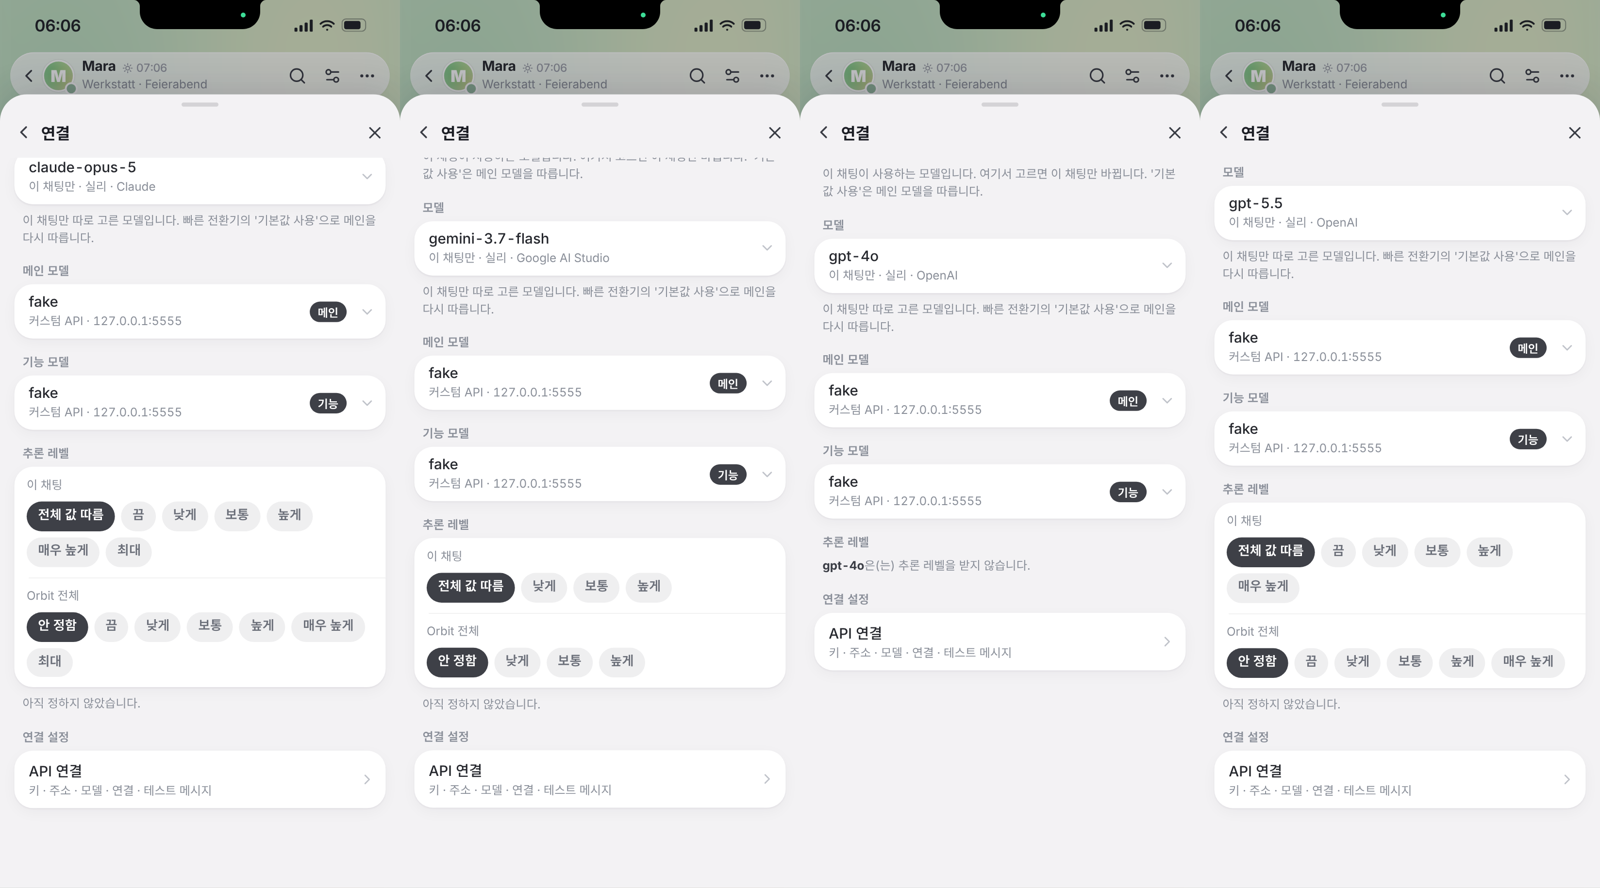 06:06
Mara 07:06
Werkstatt · Feierabend
연결
claude-opus-5
이 채팅만 · 실리 · Claude
이 채팅만 따로 고른 모델입니다. 빠른 전환기의 '기본값 사용'으로 메인을
다시 따릅니다.
메인 모델
fake
커스텀 API · 127.0.0.1:5555
메인
기능 모델
fake
커스텀 API · 127.0.0.1:5555
기능
추론 레벨
이 채팅
전체 값 따름 끔 낮게 보통 높게
매우 높게 최대
Orbit 전체
안 정함 끔 낮게 보통 높게 매우 높게
최대
아직 정하지 않았습니다.
연결 설정
API 연결
키 · 주소 · 모델 · 연결 · 테스트 메시지
06:06
Mara 07:06
Werkstatt · Feierabend
연결
값 사용'은 메인 모델을 따릅니다.
모델
gemini-3.7-flash
이 채팅만 · 실리 · Google AI Studio
이 채팅만 따로 고른 모델입니다. 빠른 전환기의 '기본값 사용'으로 메인을
다시 따릅니다.
메인 모델
fake
커스텀 API · 127.0.0.1:5555
메인
기능 모델
fake
커스텀 API · 127.0.0.1:5555
기능
추론 레벨
이 채팅
전체 값 따름 낮게 보통 높게
Orbit 전체
안 정함 낮게 보통 높게
아직 정하지 않았습니다.
연결 설정
API 연결
키 · 주소 · 모델 · 연결 · 테스트 메시지
06:06
Mara 07:06
Werkstatt · Feierabend
연결
이 채팅이 사용하는 모델입니다. 여기서 고르면 이 채팅만 바뀝니다. '기본
값 사용'은 메인 모델을 따릅니다.
모델
gpt-4o
이 채팅만 · 실리 · OpenAI
이 채팅만 따로 고른 모델입니다. 빠른 전환기의 '기본값 사용'으로 메인을
다시 따릅니다.
메인 모델
fake
커스텀 API · 127.0.0.1:5555
메인
기능 모델
fake
커스텀 API · 127.0.0.1:5555
기능
추론 레벨
gpt-4o은(는) 추론 레벨을 받지 않습니다.
연결 설정
API 연결
키 · 주소 · 모델 · 연결 · 테스트 메시지
06:06
Mara 07:06
Werkstatt · Feierabend
연결
모델
gpt-5.5
이 채팅만 · 실리 · OpenAI
이 채팅만 따로 고른 모델입니다. 빠른 전환기의 '기본값 사용'으로 메인을
다시 따릅니다.
메인 모델
fake
커스텀 API · 127.0.0.1:5555
메인
기능 모델
fake
커스텀 API · 127.0.0.1:5555
기능
추론 레벨
이 채팅
전체 값 따름 끔 낮게 보통 높게
매우 높게
Orbit 전체
안 정함 끔 낮게 보통 높게 매우 높게
아직 정하지 않았습니다.
연결 설정
API 연결
키 · 주소 · 모델 · 연결 · 테스트 메시지